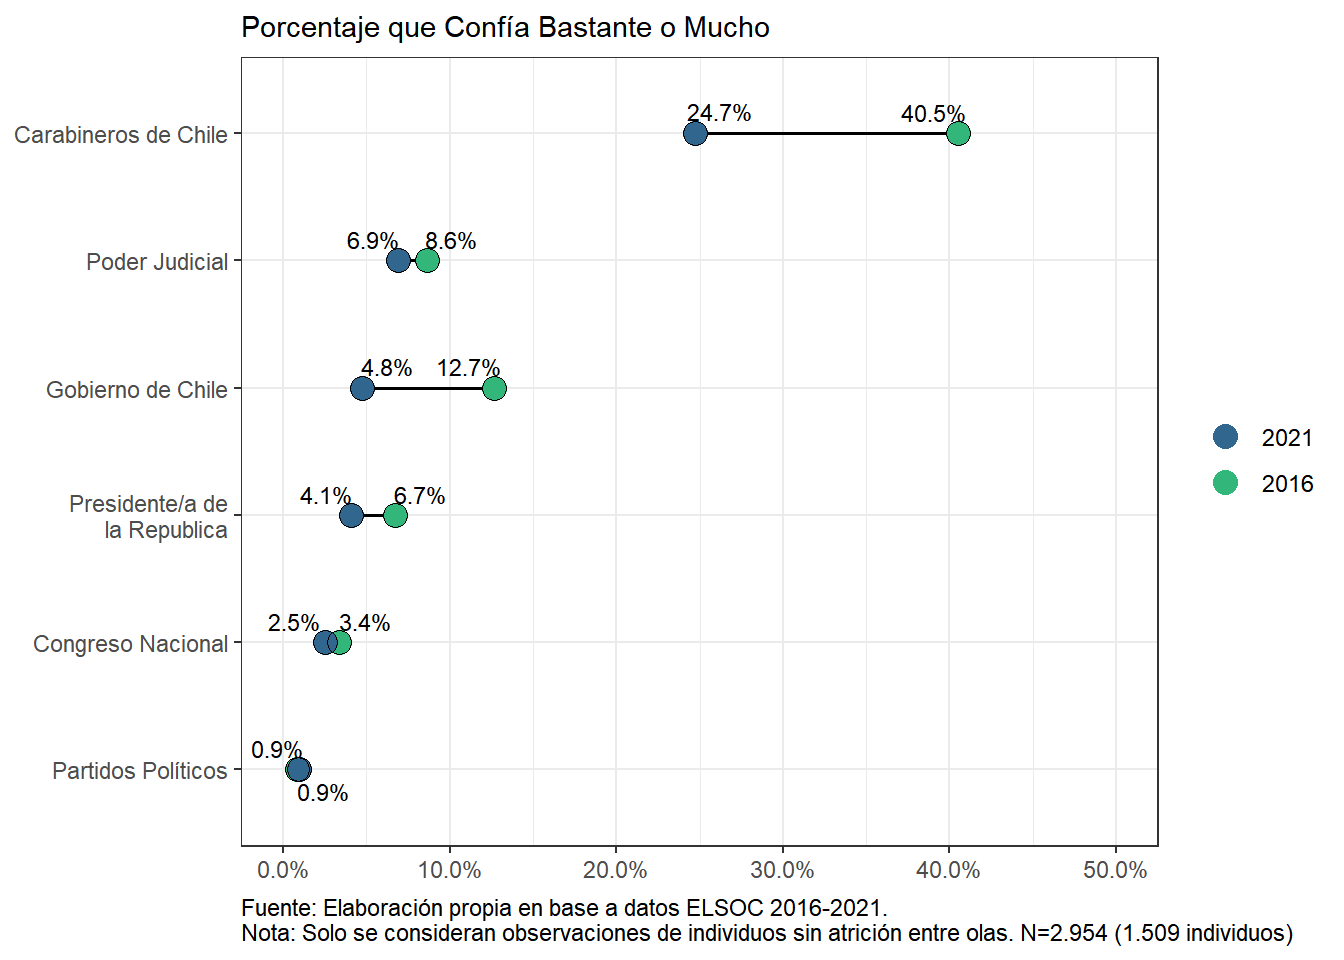 Porcentaje que Confía Bastante o Mucho
Carabineros de Chile
24.7%
40.5%
Poder Judicial
6.9%
8.6%
Gobierno de Chile
4.8%
12.7%
Presidente/a de
la Republica
4.1%
6.7%
Congreso Nacional
2.5%
3.4%
Partidos Políticos
0.9%
0.9%
2021
2016
0.0% 10.0% 20.0% 30.0% 40.0% 50.0%
Fuente: Elaboración propia en base a datos ELSOC 2016-2021.
Nota: Solo se consideran observaciones de individuos sin atrición entre olas. N=2.954 (1.509 individuos)